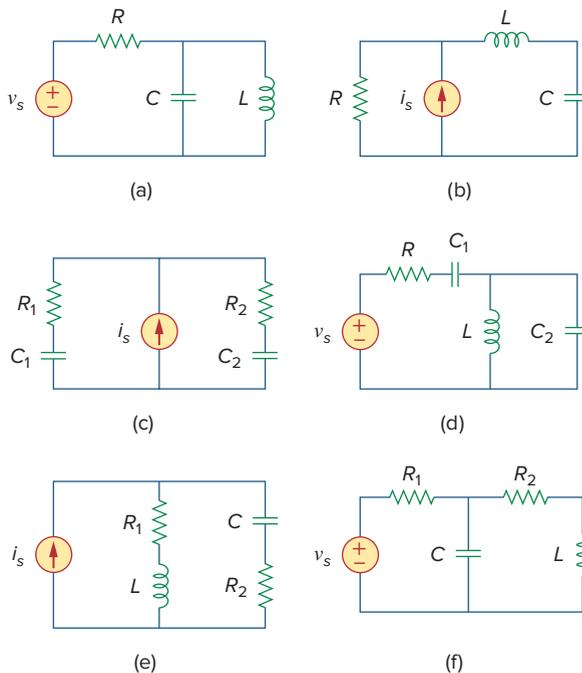 R
L
v_s
+
−
C
L
R
i_s
C
(a)
(b)
R_1
C_1
i_s
R_2
C_2
R
C_1
v_s
+
−
L
C_2
(c)
(d)
i_s
R_1
L
C
R_2
R_1
R_2
v_s
+
−
C
L
(e)
(f)